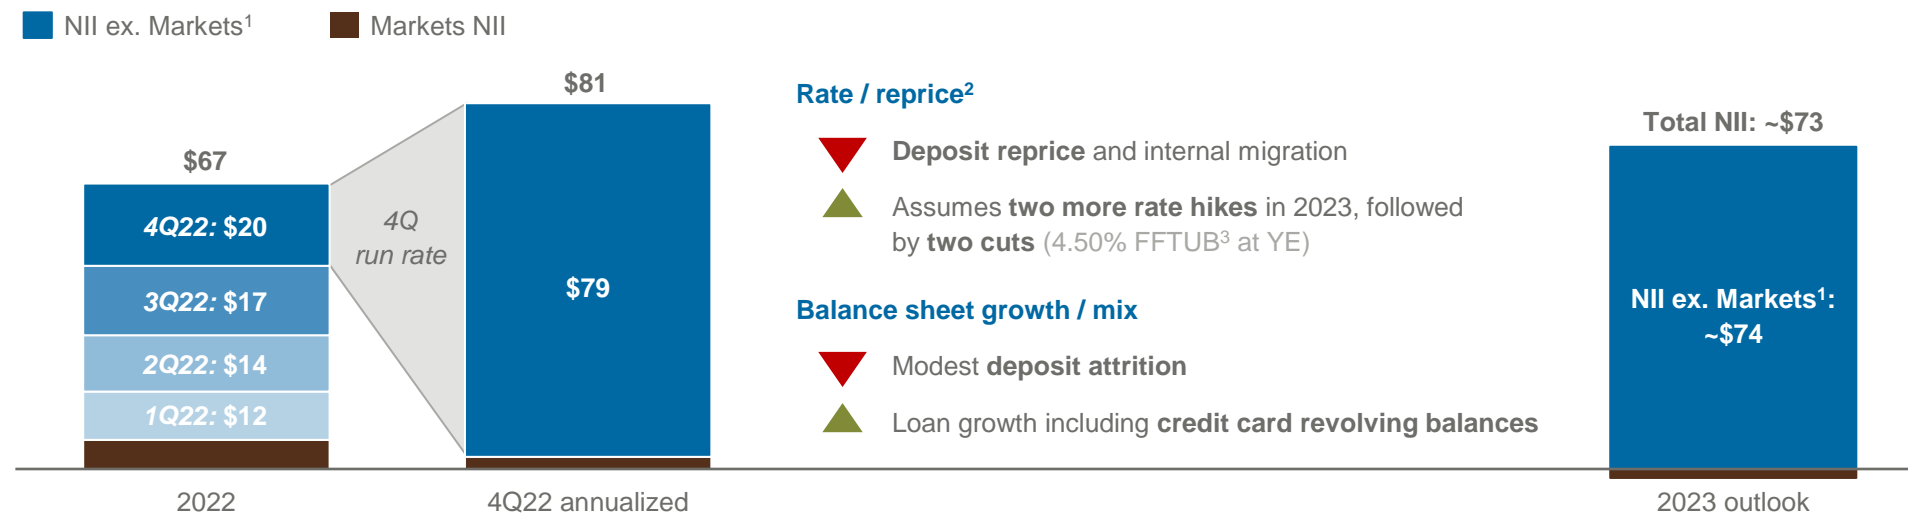 NII ex. Markets¹
Markets NII
$67
4Q22: $20
3Q22: $17
2Q22: $14
1Q22: $12
2022
4Q
run rate
$81
$79
4Q22 annualized
Rate / reprice²
Deposit reprice and internal migration
Assumes two more rate hikes in 2023, followed
by two cuts (4.50% FFTUB³ at YE)
Balance sheet growth / mix
Modest deposit attrition
Loan growth including credit card revolving balances
Total NII: ~$73
NII ex. Markets¹:
~$74
2023 outlook